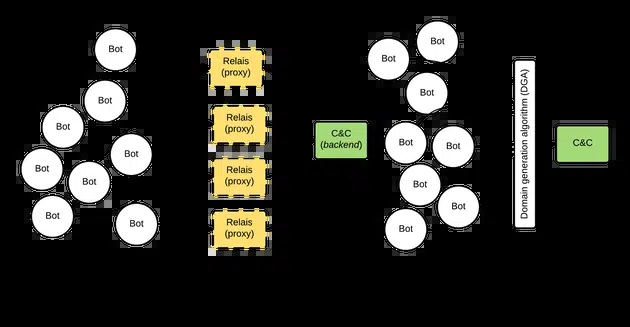 Bot
Bot
Bot
Bot
Bot
Bot
Bot
Bot
Relais
(proxy)
Relais
(proxy)
Relais
(proxy)
Relais
(proxy)
C&C
(backend)
Bot
Bot
Bot
Bot
Bot
Bot
Bot
Bot
Domain generation algorithm (DGA)
C&C